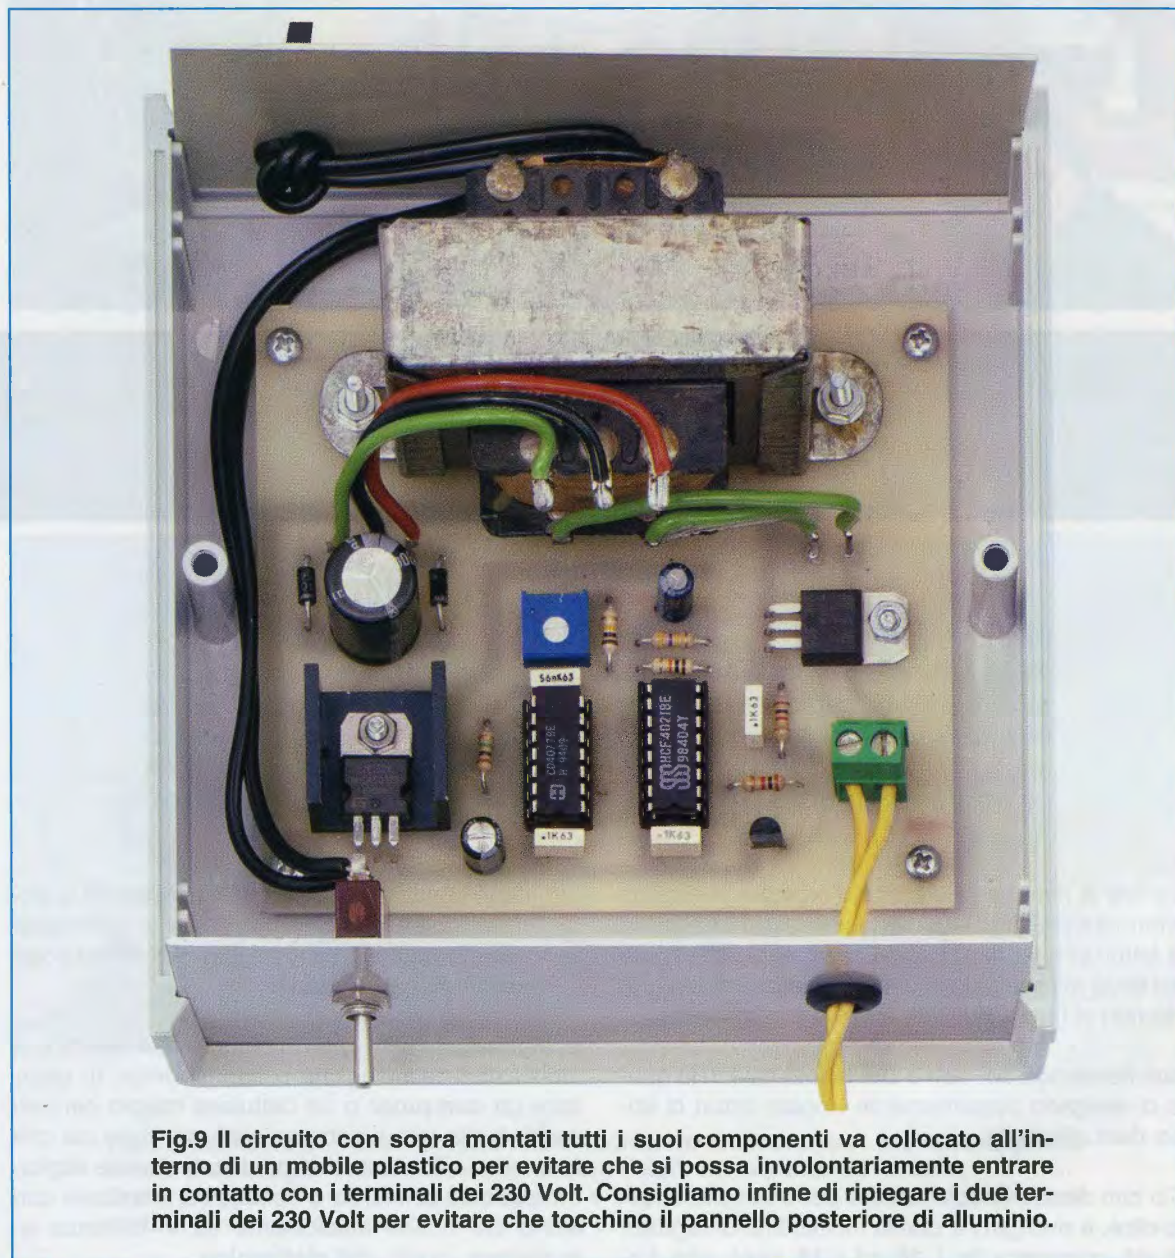 56nK63
CD4077BE
H 9409
HCF4021BE
98404Y
.1K63
.1K63
.1K63
Fig.9 Il circuito con sopra montati tutti i suoi componenti va collocato all'in-
terno di un mobile plastico per evitare che si possa involontariamente entrare
in contatto con i terminali dei 230 Volt. Consigliamo infine di ripiegare i due ter-
minali dei 230 Volt per evitare che tocchino il pannello posteriore di alluminio.